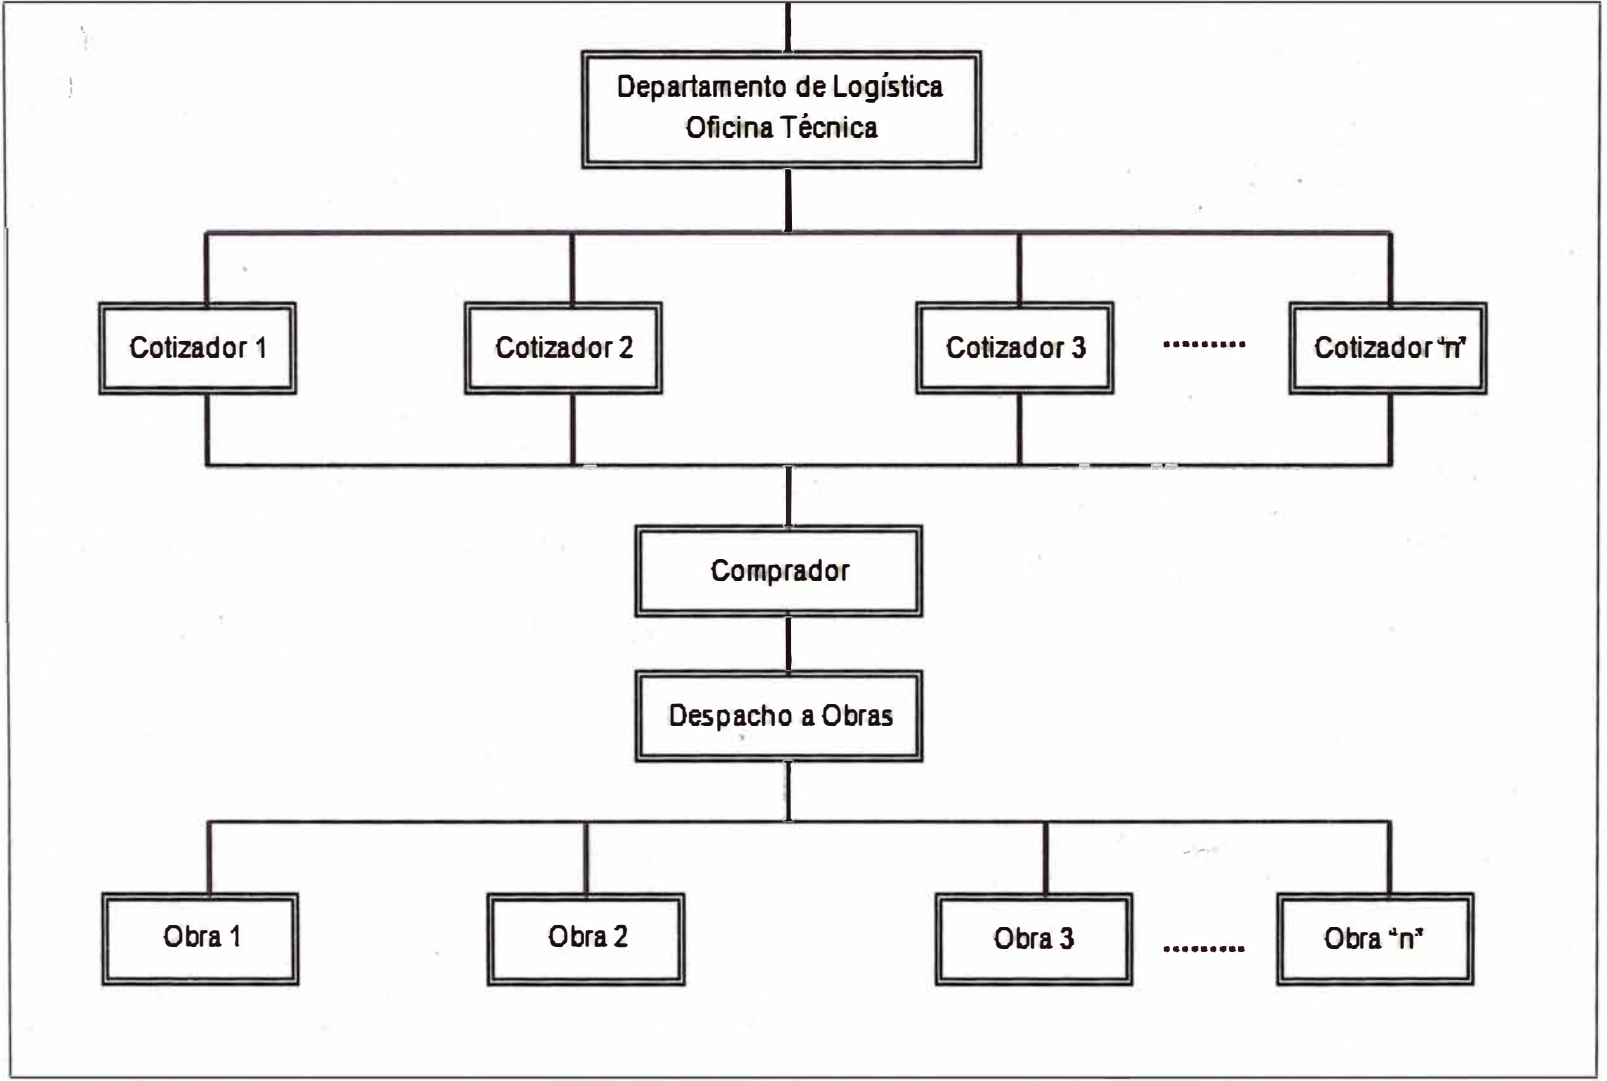 Departamento de Logística
Oficina Técnica
Cotizador 1
Cotizador 2
Cotizador 3
.........
Cotizador "n"
Comprador
Despacho a Obras
Obra 1
Obra 2
Obra 3
.........
Obra "n"